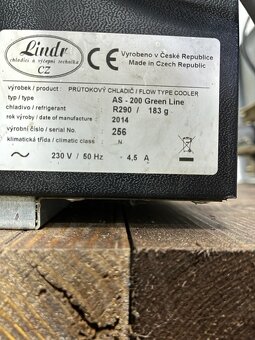 Lindr
chladící a výčepní technika
CZ
CE
Vyrobeno v České Republice
Made in Czech Republic
výrobek / product: PRŮTOKOVÝ CHLADIČ / FLOW TYPE COOLER
typ / type AS - 200 Green Line
chladivo / refrigerant R290 / 183 g
rok výroby / date of manufacture: 2014
výrobní číslo / serial No. 256
klimatická třída / climatic class N
~ 230 V / 50 Hz - 4,5 A